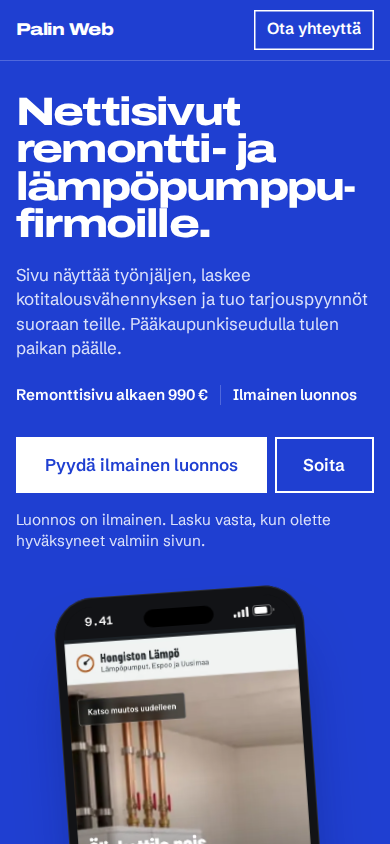 Palin Web
Ota yhteyttä
Nettisivut
remontti- ja
lämpöpumppu-
firmoille.
Sivu näyttää työnjäljen, laskee
kotitalousvähennyksen ja tuo tarjouspyynnöt
suoraan teille. Pääkaupunkiseudulla tulen
paikan päälle.
Remonttisivu alkaen 990 €
Ilmainen luonnos
Pyydä ilmainen luonnos
Soita
Luonnos on ilmainen. Lasku vasta, kun olette
hyväksyneet valmiin sivun.
9.41
Hongiston Lämpö
Lämpöpumput, Espoo ja Uusimaa
Katso muutos uudelleen